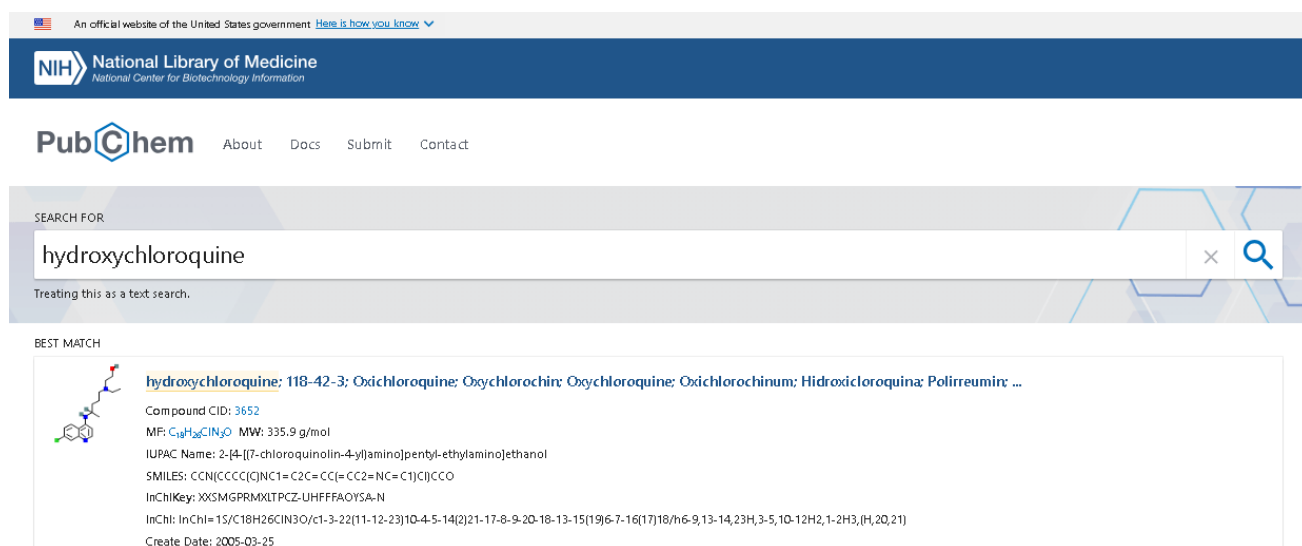 An official website of the United States government Here is how you know
NIH National Library of Medicine
National Center for Biotechnology Information
PubChem About Docs Submit Contact
SEARCH FOR
hydroxychloroquine
Treating this as a text search.
BEST MATCH
hydroxychloroquine; 118-42-3; Oxichloroquine; Oxychlorochin; Oxychloroquine; Oxichlorochinum; Hidroxicloroquina; Polirreumin; ...
Compound CID: 3652
MF: C₁₈H₂₆ClN₃O MW: 335.9 g/mol
IUPAC Name: 2-[4-[(7-chloroquinolin-4-yl)amino]pentyl-ethylamino]ethanol
SMILES: CCN(CCCC(C)NC1=C2C=CC(=CC2=NC=C1)Cl)CCO
InChIKey: XXSMGPRMXLTPCZ-UHFFFAOYSA-N
InChI: InChI=1S/C18H26ClN3O/c1-3-22(11-12-23)10-4-5-14(2)21-17-8-9-20-18-13-15(19)6-7-16(17)18/h6-9,13-14,23H,3-5,10-12H2,1-2H3,(H,20,21)
Create Date: 2005-03-25